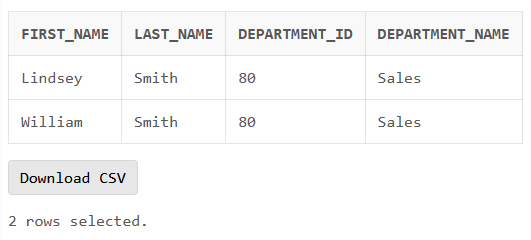 FIRST_NAME LAST_NAME DEPARTMENT_ID DEPARTMENT_NAME
Lindsey Smith 80 Sales
William Smith 80 Sales
Download CSV
2 rows selected.